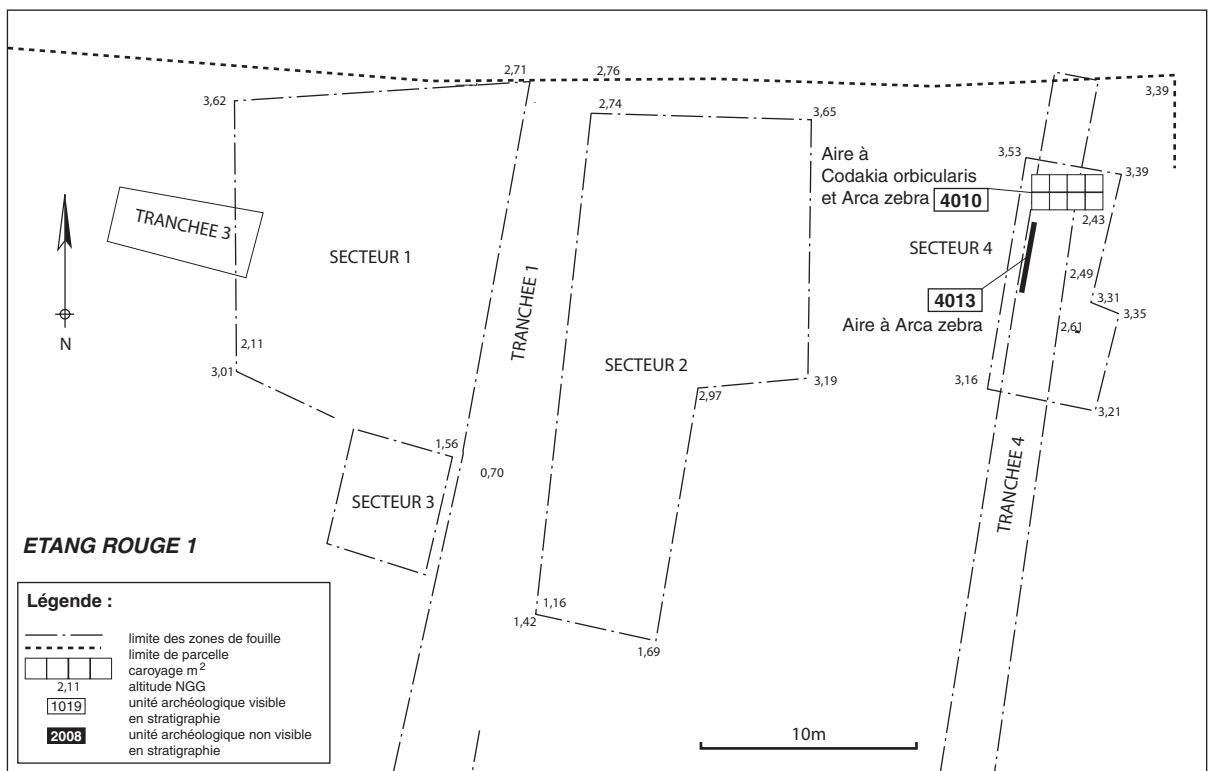 2,71
2,76
3,62
2,74
3,65
3,39
Aire à
Codakia orbicularis
et Arca zebra 4010
3,53
3,39
TRANCHEE 3
2,43
SECTEUR 1
SECTEUR 4
2,49
4013
3,31
3,35
Aire à Arca zebra
2,61
TRANCHEE 1
N
2,11
3,01
SECTEUR 2
2,97
3,19
3,16
3,21
1,56
0,70
SECTEUR 3
TRANCHEE 4
ETANG ROUGE 1
1,16
1,42
1,69
Légende :
limite des zones de fouille
limite de parcelle
caroyage m²
2,11 altitude NGG
1019 unité archéologique visible
en stratigraphie
2008 unité archéologique non visible
en stratigraphie
10m